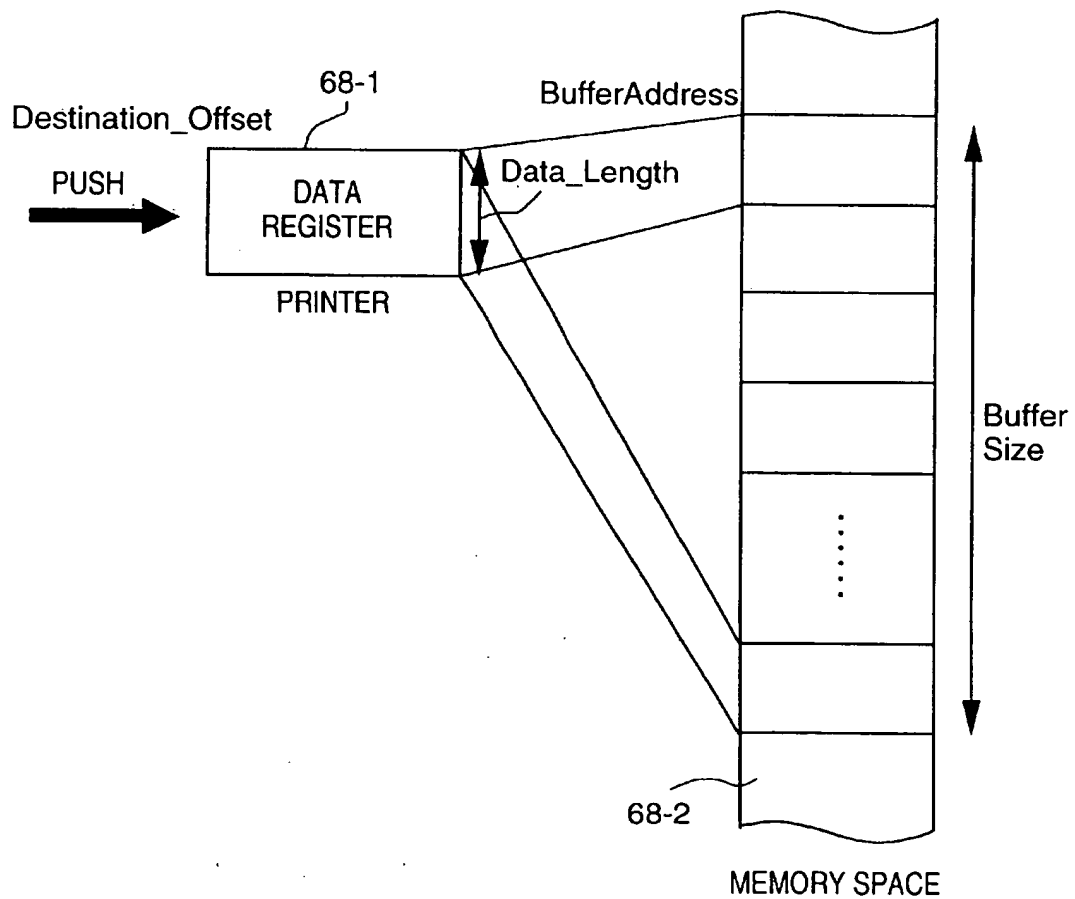 68-1
BufferAddress
Destination_Offset
Data_Length
PUSH
DATA
REGISTER
PRINTER
Buffer
Size
68-2
MEMORY SPACE